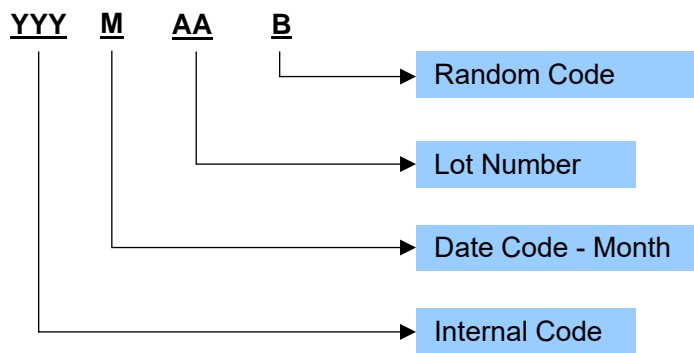 YYY M AA B
Random Code
Lot Number
Date Code - Month
Internal Code